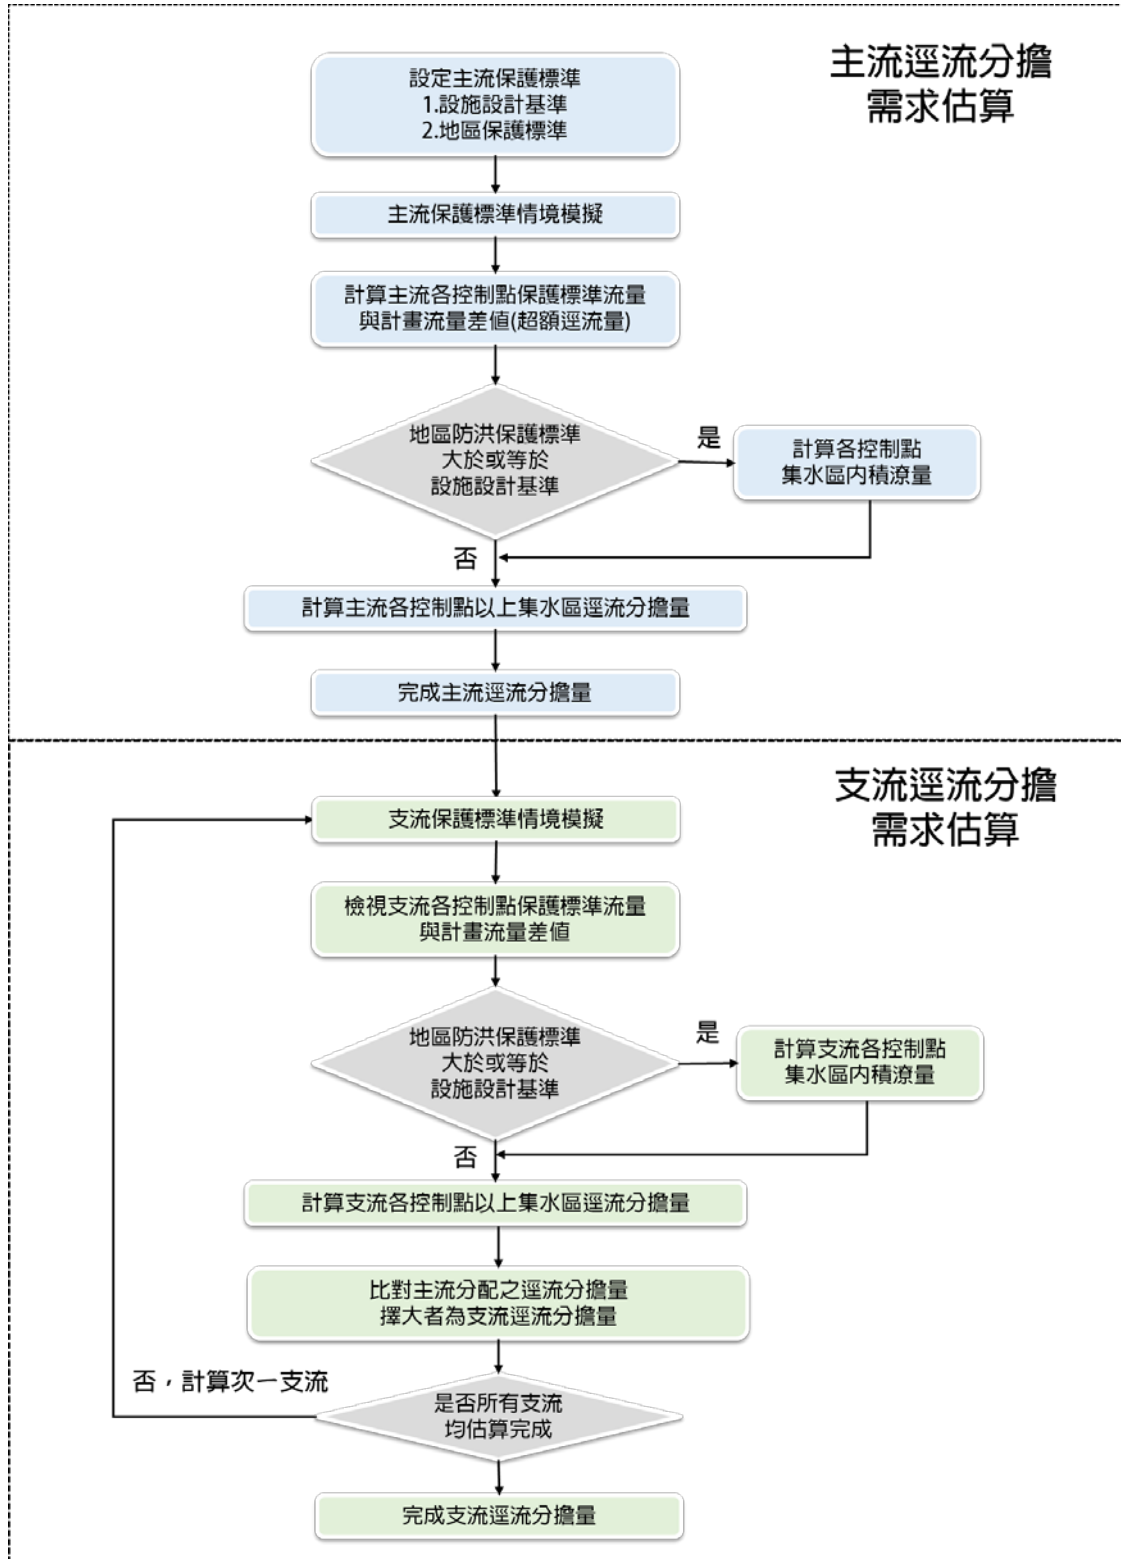 主流逕流分擔
需求估算
設定主流保護標準
1.設施設計基準
2.地區保護標準
主流保護標準情境模擬
計算主流各控制點保護標準流量
與計畫流量差值(超額逕流量)
地區防洪保護標準
大於或等於
設施設計基準
是
計算各控制點
集水區內積潦量
否
計算主流各控制點以上集水區逕流分擔量
完成主流逕流分擔量
支流逕流分擔
需求估算
支流保護標準情境模擬
檢視支流各控制點保護標準流量
與計畫流量差值
地區防洪保護標準
大於或等於
設施設計基準
是
計算支流各控制點
集水區內積潦量
否
計算支流各控制點以上集水區逕流分擔量
比對主流分配之逕流分擔量
擇大者為支流逕流分擔量
否，計算次一支流
是否所有支流
均估算完成
完成支流逕流分擔量